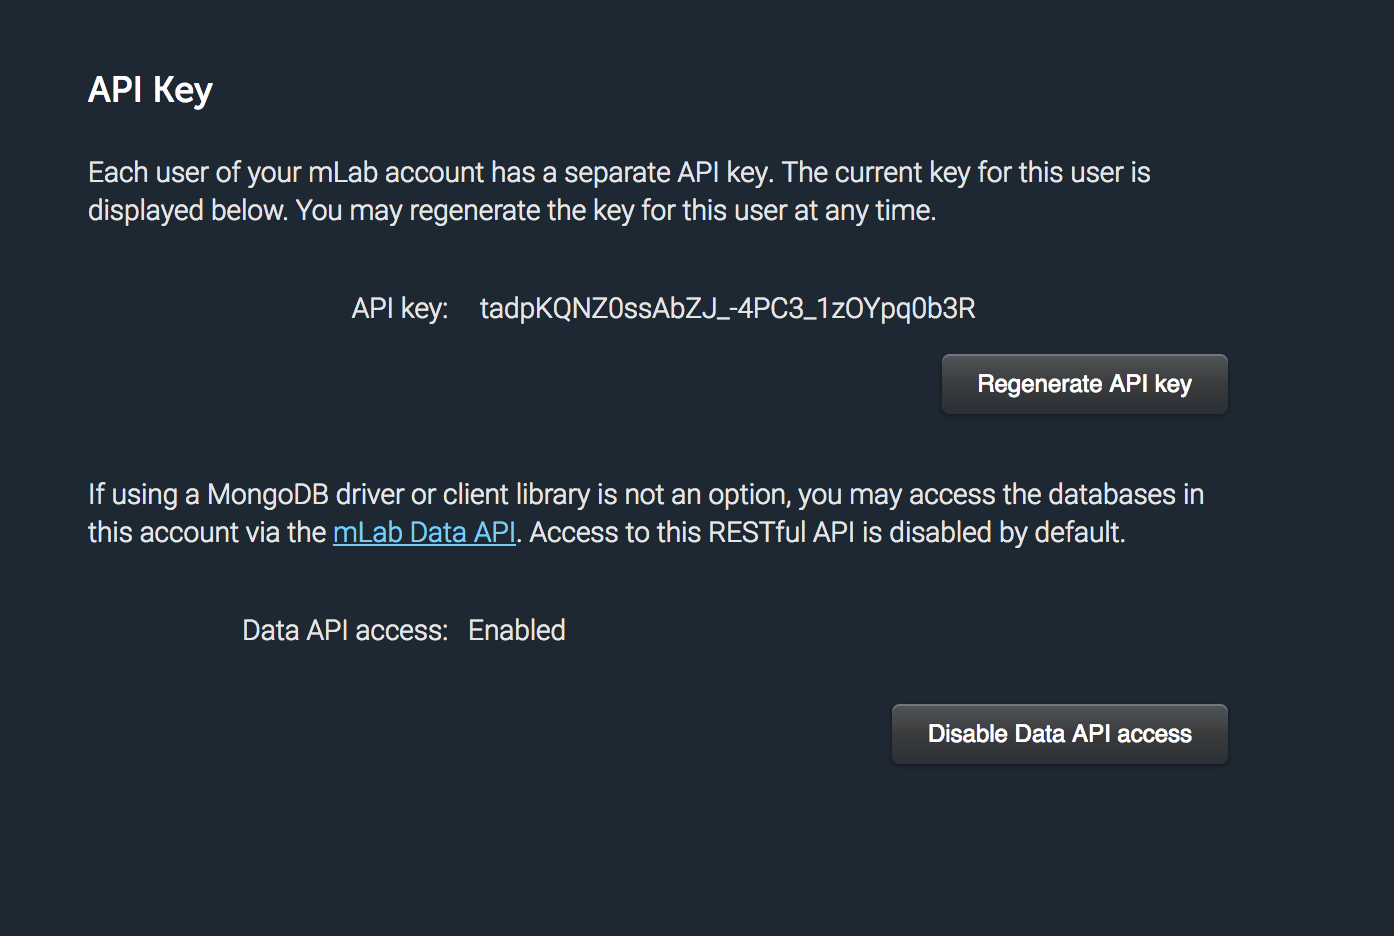 API Key
Each user of your mLab account has a separate API key. The current key for this user is
displayed below. You may regenerate the key for this user at any time.
API key: tadpKQNZ0ssAbZJ_-4PC3_1zOYpq0b3R
Regenerate API key
If using a MongoDB driver or client library is not an option, you may access the databases in
this account via the mLab Data API. Access to this RESTful API is disabled by default.
Data API access: Enabled
Disable Data API access